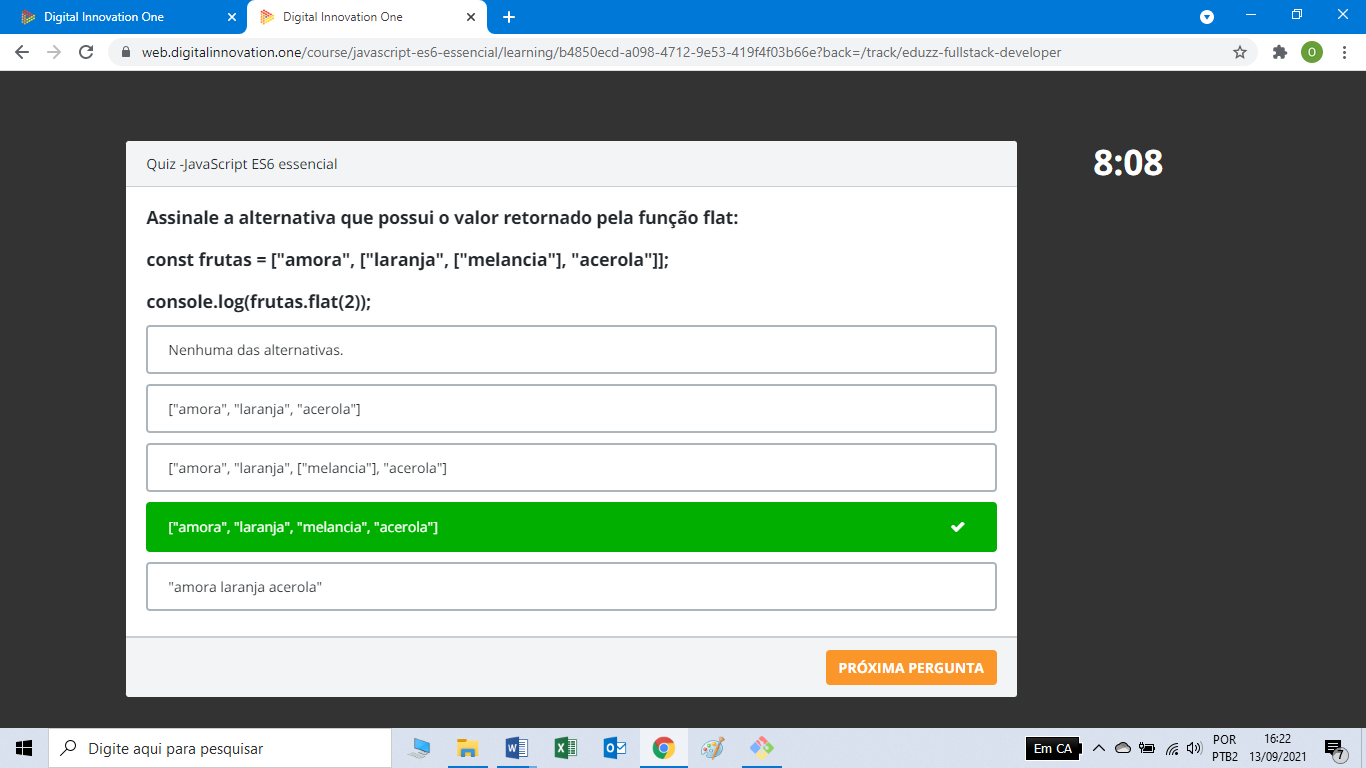 Digital Innovation One
Digital Innovation One
web.digitalinnovation.one/course/javascript-es6-essencial/learning/b4850ecd-a098-4712-9e53-419f4f03b66e?back=/track/eduzz-fullstack-developer
O
Quiz -JavaScript ES6 essencial
8:08
Assinale a alternativa que possui o valor retornado pela função flat:
const frutas = ["amora", ["laranja", ["melancia"], "acerola"]];
console.log(frutas.flat(2));
Nenhuma das alternativas.
["amora", "laranja", "acerola"]
["amora", "laranja", ["melancia"], "acerola"]
["amora", "laranja", "melancia", "acerola"]
"amora laranja acerola"
PRÓXIMA PERGUNTA
Digite aqui para pesquisar
Em CA
POR
PTB2
16:22
13/09/2021
7